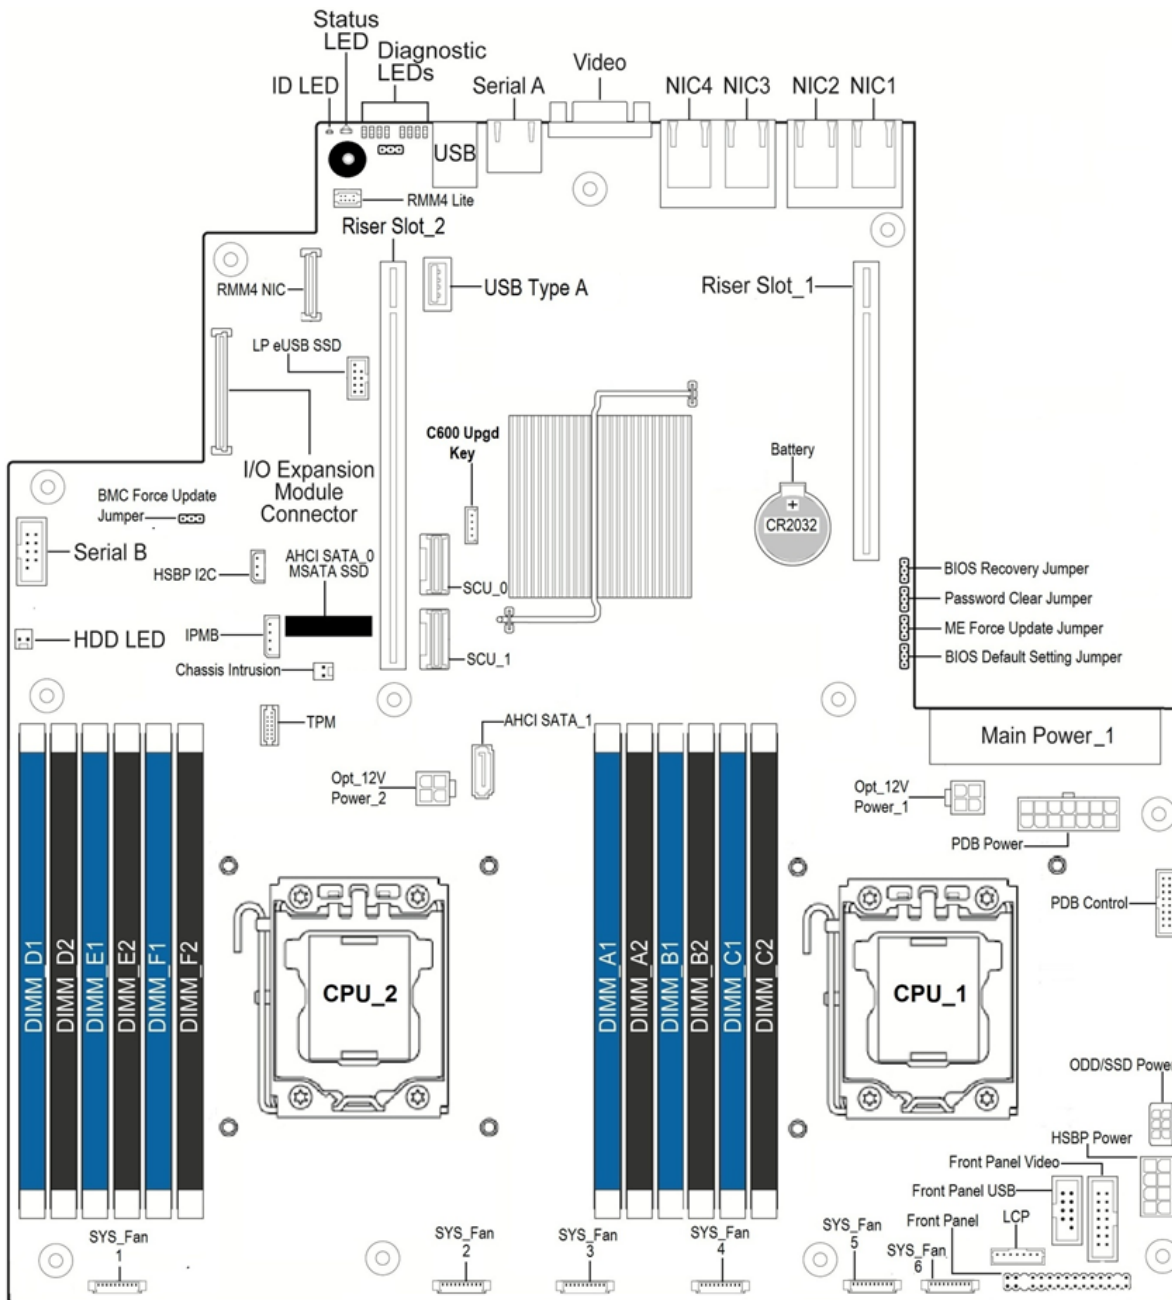 Status
LED
Diagnostic
LEDs
ID LED
Serial A
Video
NIC4
NIC3
NIC2
NIC1
USB
RMM4 Lite
Riser Slot_2
RMM4 NIC
USB Type A
Riser Slot_1
LP eUSB SSD
C600 Upgd
Key
Battery
+
CR2032
I/O Expansion
Module
Connector
BMC Force Update
Jumper
Serial B
HSBP I2C
AHCI SATA_0
MSATA SSD
SCU_0
BIOS Recovery Jumper
Password Clear Jumper
ME Force Update Jumper
BIOS Default Setting Jumper
HDD LED
IPMB
SCU_1
Chassis Intrusion
TPM
AHCI SATA_1
Main Power_1
Opt_12V
Power_2
Opt_12V
Power_1
PDB Power
PDB Control
DIMM_D1
DIMM_D2
DIMM_E1
DIMM_E2
DIMM_F1
DIMM_F2
CPU_2
DIMM_A1
DIMM_A2
DIMM_B1
DIMM_B2
DIMM_C1
DIMM_C2
CPU_1
ODD/SSD Power
HSBP Power
Front Panel Video
Front Panel USB
LCP
Front Panel
SYS_Fan
1
SYS_Fan
2
SYS_Fan
3
SYS_Fan
4
SYS_Fan
5
SYS_Fan
6